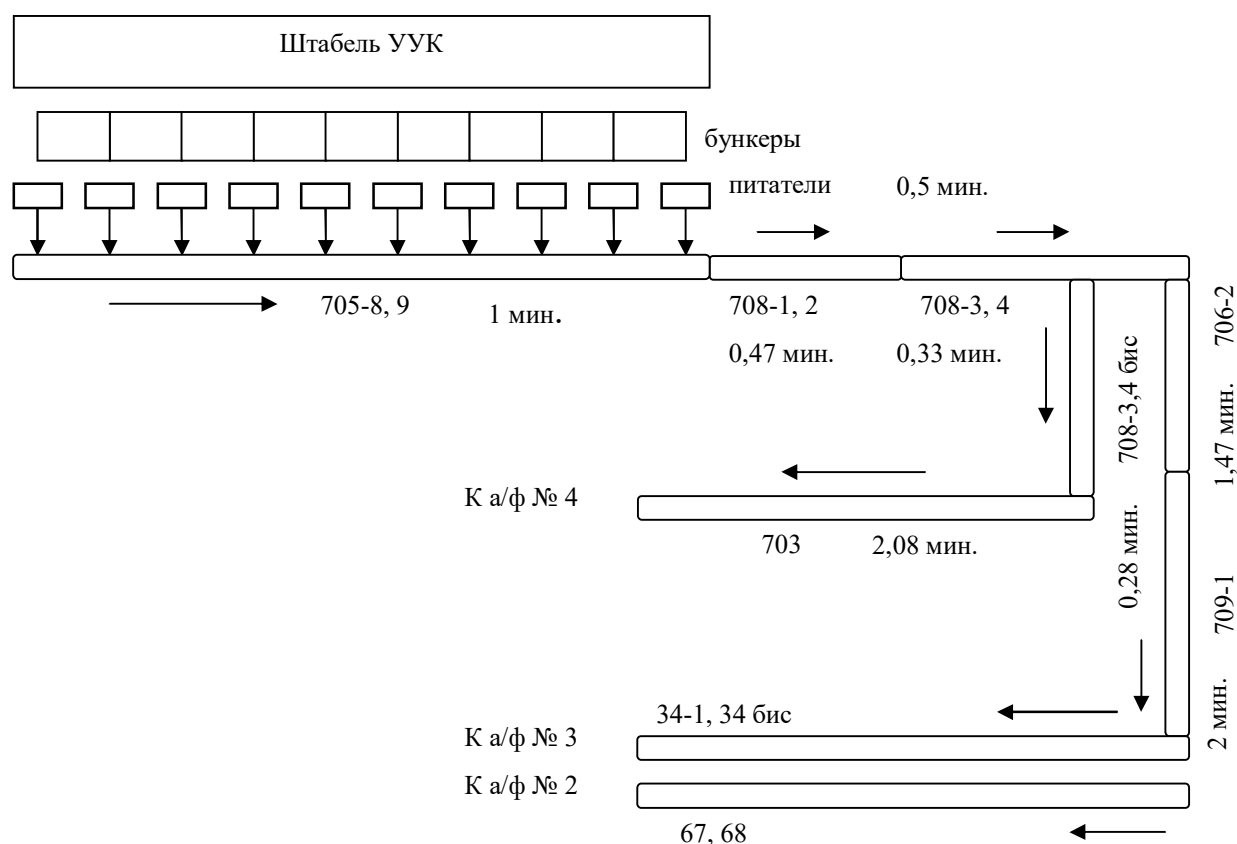 Штабель УУК
бункеры
питатели 0,5 мин.
705-8, 9 1 мин.
708-1, 2 708-3, 4
0,47 мин. 0,33 мин.
708-3,4 бис
0,28 мин.
706-2
1,47 мин.
709-1
2 мин.
К а/ф № 4
703 2,08 мин.
34-1, 34 бис
К а/ф № 3
К а/ф № 2
67, 68